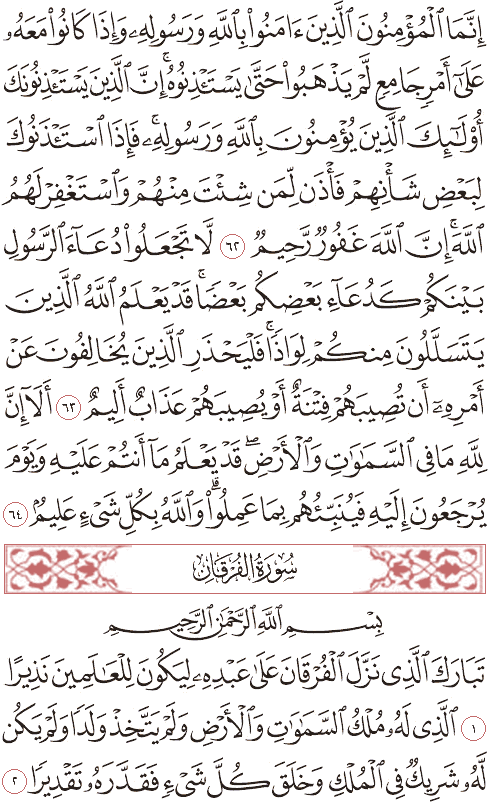 إِنَّمَا ٱلْمُؤْمِنُونَ ٱلَّذِينَ ءَامَنُوا۟ بِٱللَّهِ وَرَسُولِهِۦ وَإِذَا كَانُوا۟ مَعَهُۥ
عَلَىٰٓ أَمْرٍ جَامِعٍ لَّمْ يَذْهَبُوا۟ حَتَّىٰ يَسْتَـْٔذِنُوهُ ۚ إِنَّ ٱلَّذِينَ يَسْتَـْٔذِنُونَكَ
أُو۟لَـٰٓئِكَ ٱلَّذِينَ يُؤْمِنُونَ بِٱللَّهِ وَرَسُولِهِۦ ۚ فَإِذَا ٱسْتَـْٔذَنُوكَ
لِبَعْضِ شَأْنِهِمْ فَأْذَن لِّمَن شِئْتَ مِنْهُمْ وَٱسْتَغْفِرْ لَهُمُ
ٱللَّهَ ۚ إِنَّ ٱللَّهَ غَفُورٌ رَّحِيمٌ ٦٢ لَّا تَجْعَلُوا۟ دُعَآءَ ٱلرَّسُولِ
بَيْنَكُمْ كَدُعَآءِ بَعْضِكُم بَعْضًا ۚ قَدْ يَعْلَمُ ٱللَّهُ ٱلَّذِينَ
يَتَسَلَّلُونَ مِنكُمْ لِوَاذًا ۚ فَلْيَحْذَرِ ٱلَّذِينَ يُخَالِفُونَ عَنْ
أَمْرِهِۦٓ أَن تُصِيبَهُمْ فِتْنَةٌ أَوْ يُصِيبَهُمْ عَذَابٌ أَلِيمٌ ٦٣ أَلَآ إِنَّ
لِلَّهِ مَا فِى ٱلسَّمَـٰوَٰتِ وَٱلْأَرْضِ ۖ قَدْ يَعْلَمُ مَآ أَنتُمْ عَلَيْهِ وَيَوْمَ
يُرْجَعُونَ إِلَيْهِ فَيُنَبِّئُهُم بِمَا عَمِلُوا۟ ۗ وَٱللَّهُ بِكُلِّ شَىْءٍ عَلِيمٌۢ ٦٤
سُورَةُ الْفُرْقَانِ
بِسْمِ ٱللَّهِ ٱلرَّحْمَـٰنِ ٱلرَّحِيمِ
تَبَارَكَ ٱلَّذِى نَزَّلَ ٱلْفُرْقَانَ عَلَىٰ عَبْدِهِۦ لِيَكُونَ لِلْعَـٰلَمِينَ نَذِيرًا
١ ٱلَّذِى لَهُۥ مُلْكُ ٱلسَّمَـٰوَٰتِ وَٱلْأَرْضِ وَلَمْ يَتَّخِذْ وَلَدًا وَلَمْ يَكُن
لَّهُۥ شَرِيكٌ فِى ٱلْمُلْكِ وَخَلَقَ كُلَّ شَىْءٍ فَقَدَّرَهُۥ تَقْدِيرًا ٢